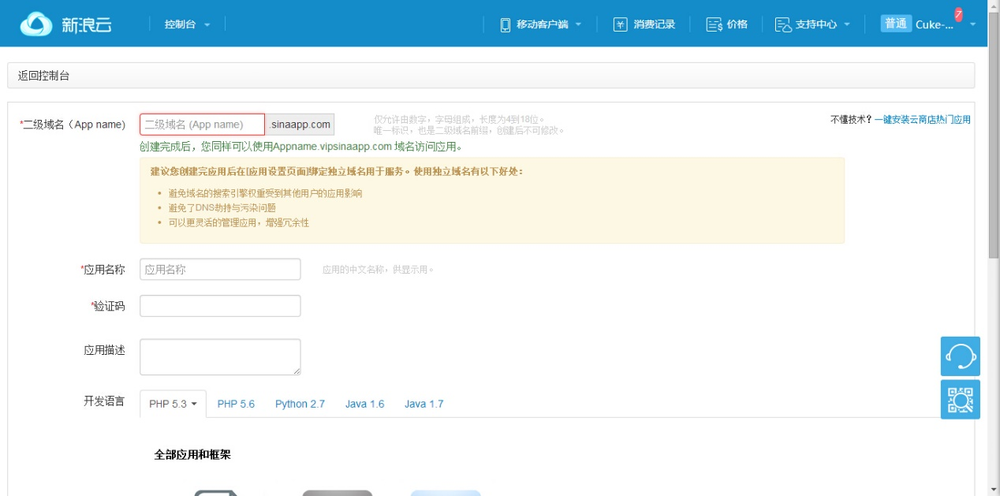 新浪云 控制台 移动客户端 消费记录 价格 支持中心 普通 Cuke-... 7
返回控制台
*二级域名（App name) 二级域名 (App name) .sinaapp.com 仅允许由数字，字母组成，长度为4到18位。 不懂技术？一键安装云商店热门应用
唯一标识，也是二级域名前缀，创建后不可修改。
创建完成后，您同样可以使用Appname.vipsinaapp.com 域名访问应用。
建议您创建完应用后在[应用设置页面]绑定独立域名用于服务。使用独立域名有以下好处：
• 避免域名的搜索引擎权重受到其他用户的应用影响
• 避免了DNS劫持与污染问题
• 可以更灵活的管理应用，增强冗余性
*应用名称 应用名称 应用的中文名称，供显示用。
*验证码
应用描述
开发语言 PHP 5.3 PHP 5.6 Python 2.7 Java 1.6 Java 1.7
全部应用和框架